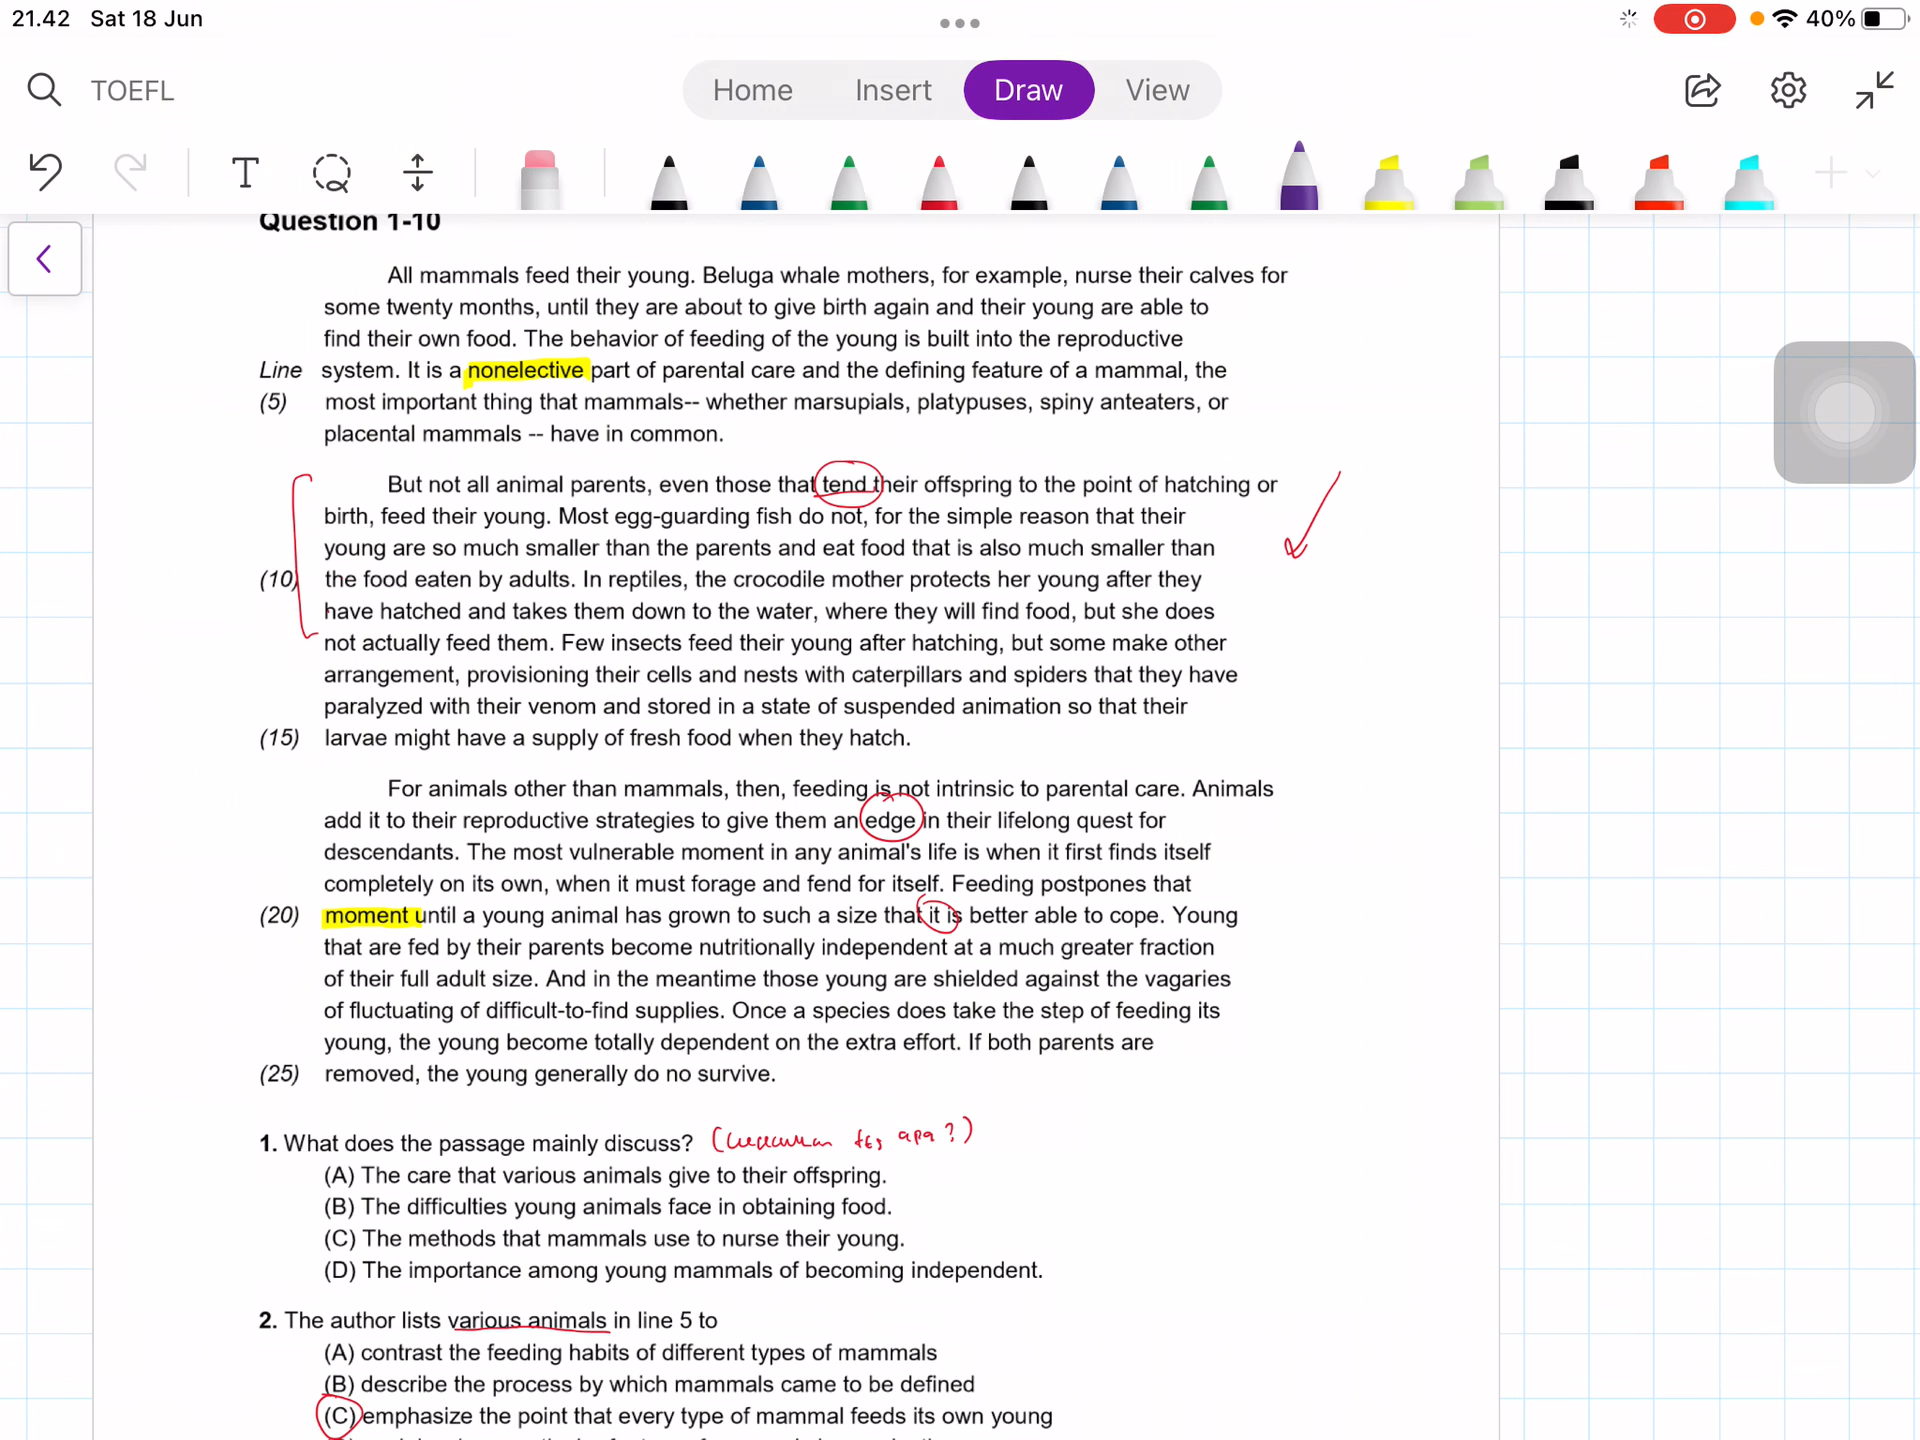 21.42 Sat 18 Jun
40%
TOEFL
Home Insert Draw View
T
Question 1-10
All mammals feed their young. Beluga whale mothers, for example, nurse their calves for
some twenty months, until they are about to give birth again and their young are able to
find their own food. The behavior of feeding of the young is built into the reproductive
Line system. It is a nonelective part of parental care and the defining feature of a mammal, the
(5) most important thing that mammals-- whether marsupials, platypuses, spiny anteaters, or
placental mammals -- have in common.
But not all animal parents, even those that tend their offspring to the point of hatching or
birth, feed their young. Most egg-guarding fish do not, for the simple reason that their
young are so much smaller than the parents and eat food that is also much smaller than
(10) the food eaten by adults. In reptiles, the crocodile mother protects her young after they
have hatched and takes them down to the water, where they will find food, but she does
not actually feed them. Few insects feed their young after hatching, but some make other
arrangement, provisioning their cells and nests with caterpillars and spiders that they have
paralyzed with their venom and stored in a state of suspended animation so that their
(15) larvae might have a supply of fresh food when they hatch.
For animals other than mammals, then, feeding is not intrinsic to parental care. Animals
add it to their reproductive strategies to give them an edge in their lifelong quest for
descendants. The most vulnerable moment in any animal's life is when it first finds itself
completely on its own, when it must forage and fend for itself. Feeding postpones that
(20) moment until a young animal has grown to such a size that it is better able to cope. Young
that are fed by their parents become nutritionally independent at a much greater fraction
of their full adult size. And in the meantime those young are shielded against the vagaries
of fluctuating of difficult-to-find supplies. Once a species does take the step of feeding its
young, the young become totally dependent on the extra effort. If both parents are
(25) removed, the young generally do no survive.
1. What does the passage mainly discuss? apa ?)
(A) The care that various animals give to their offspring.
(B) The difficulties young animals face in obtaining food.
(C) The methods that mammals use to nurse their young.
(D) The importance among young mammals of becoming independent.
2. The author lists various animals in line 5 to
(A) contrast the feeding habits of different types of mammals
(B) describe the process by which mammals came to be defined
(C) emphasize the point that every type of mammal feeds its own young